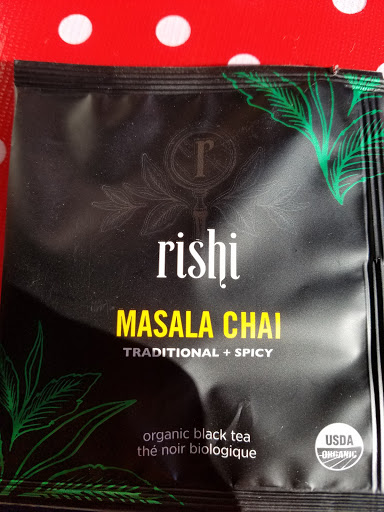 r
rishi
MASALA CHAI
TRADITIONAL + SPICY
organic black tea
thé noir biologique
USDA
ORGANIC